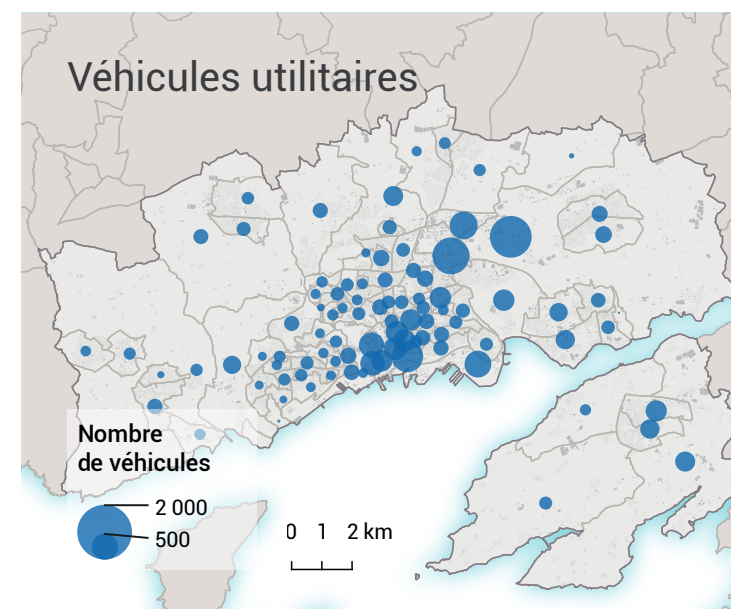 Véhicules utilitaires
Nombre
de véhicules
2 000
500
0 1 2 km